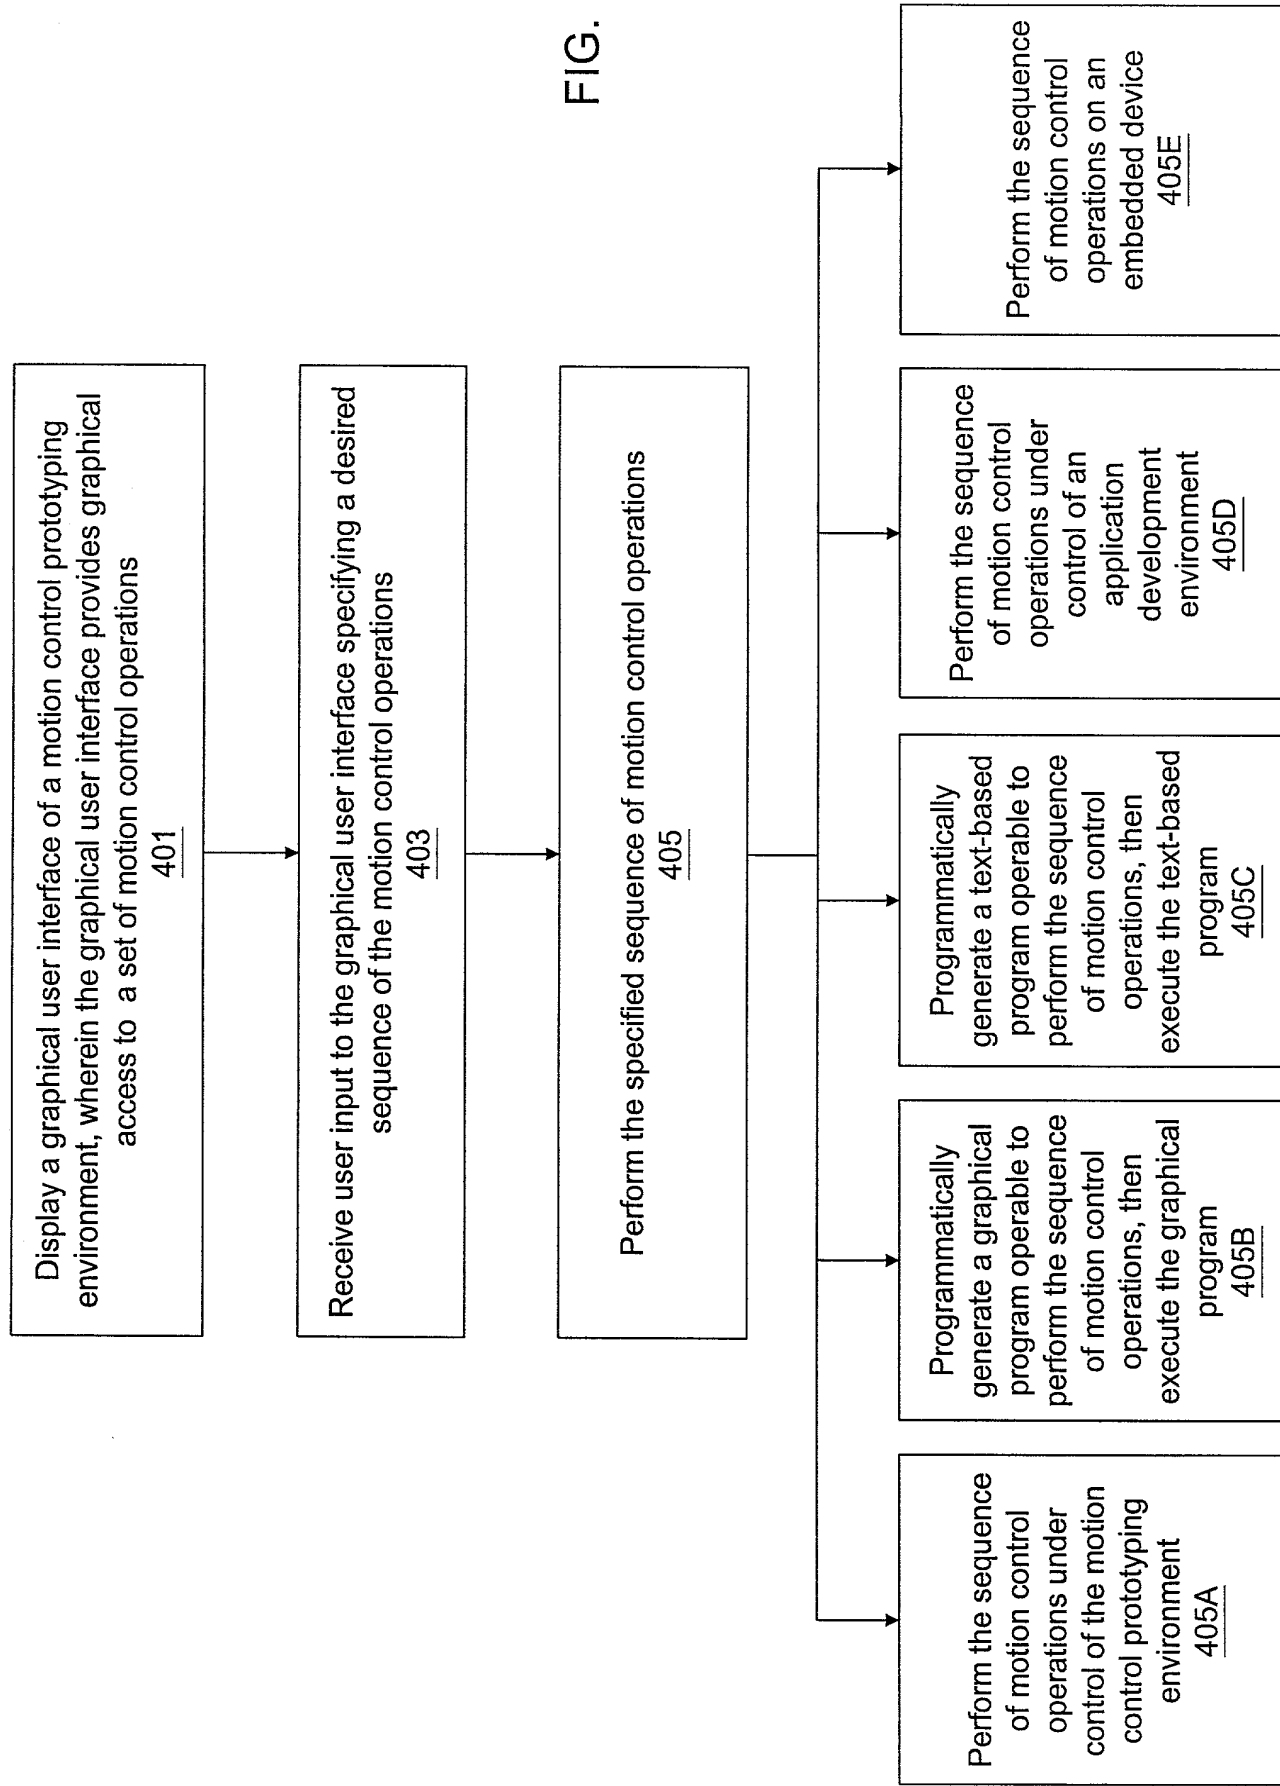 Display a graphical user interface of a motion control prototyping
environment, wherein the graphical user interface provides graphical
access to a set of motion control operations
401
Receive user input to the graphical user interface specifying a desired
sequence of the motion control operations
403
Perform the specified sequence of motion control operations
405
Perform the sequence
of motion control
operations under
control of the motion
control prototyping
environment
405A
Programmatically
generate a graphical
program operable to
perform the sequence
of motion control
operations, then
execute the graphical
program
405B
Programmatically
generate a text-based
program operable to
perform the sequence
of motion control
operations, then
execute the text-based
program
405C
Perform the sequence
of motion control
operations under
control of an
application
development
environment
405D
Perform the sequence
of motion control
operations on an
embedded device
405E
FIG.